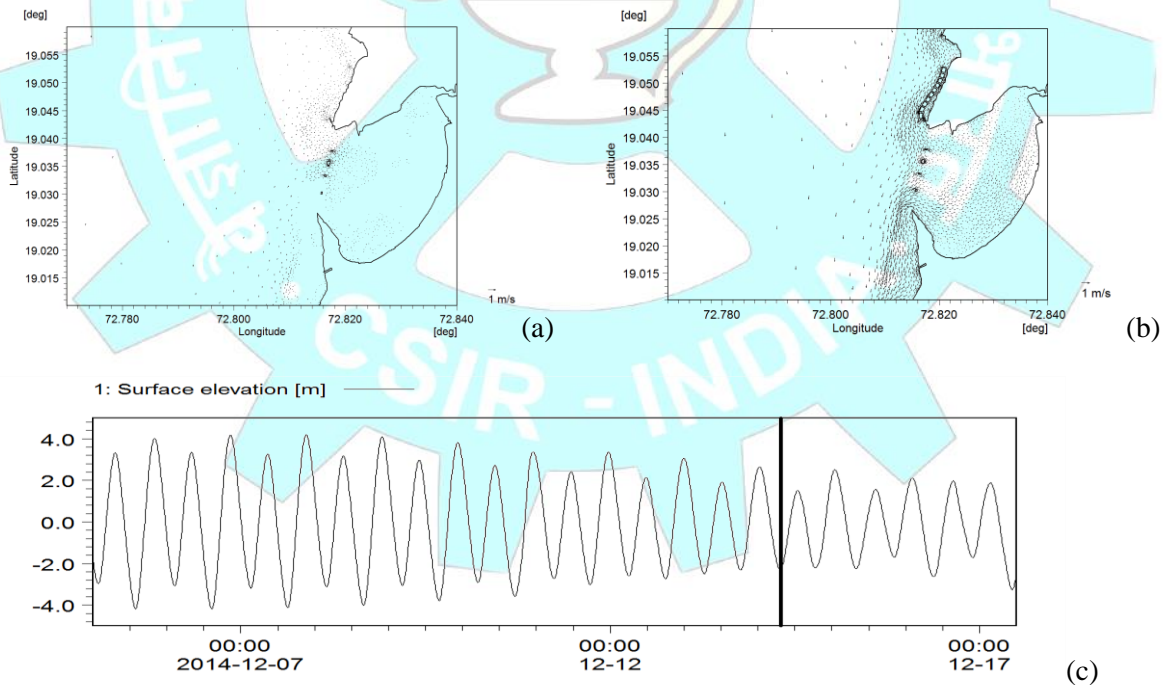 [deg]
19.055
19.050
19.045
19.040
19.035
19.030
19.025
19.020
19.015
Latitude
72.780
72.800
72.820
72.840
Longitude
[deg]
1 m/s
(a)
[deg]
19.055
19.050
19.045
19.040
19.035
19.030
19.025
19.020
19.015
Latitude
72.780
72.800
72.820
72.840
Longitude
[deg]
1 m/s
(b)
CSIR - INDIA
1: Surface elevation [m]
4.0
2.0
0.0
-2.0
-4.0
00:00
2014-12-07
00:00
12-12
00:00
12-17
(c)